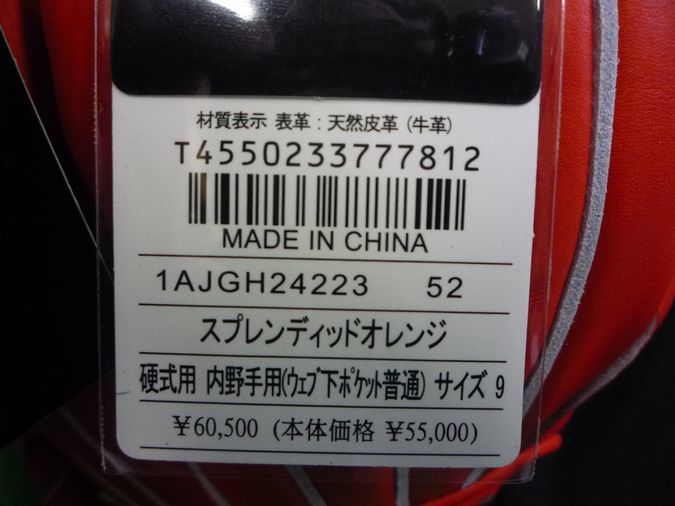 材質表示 表革：天然皮革 (牛革)
T4550233777812
MADE IN CHINA
1AJGH24223 52
スプレンディッドオレンジ
硬式用 内野手用(ウェブ下ポケット普通) サイズ 9
¥60,500 (本体価格 ¥55,000)